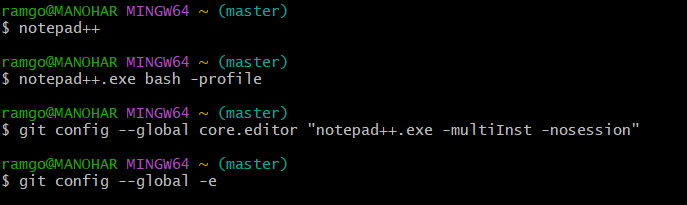 ramgo@MANOHAR MINGW64 ~ (master)
$ notepad++
ramgo@MANOHAR MINGW64 ~ (master)
$ notepad++.exe bash -profile
ramgo@MANOHAR MINGW64 ~ (master)
$ git config --global core.editor "notepad++.exe -multiInst -nosession"
ramgo@MANOHAR MINGW64 ~ (master)
$ git config --global -e